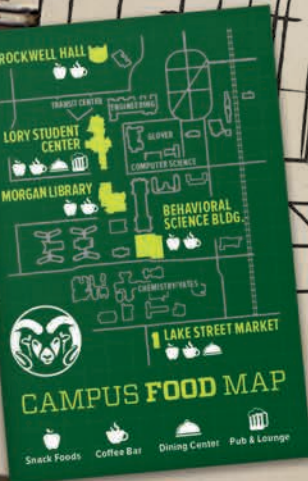 ROCKWELL HALL
TRANSIT CENTER
ENGINEERING
LORY STUDENT
CENTER
GLOVER
COMPUTER SCIENCE
MORGAN LIBRARY
BEHAVIORAL
SCIENCE BLDG.
CHEMISTRY/YATES
LAKE STREET MARKET
CAMPUS FOOD MAP
Snack Foods
Coffee Bar
Dining Center
Pub & Lounge